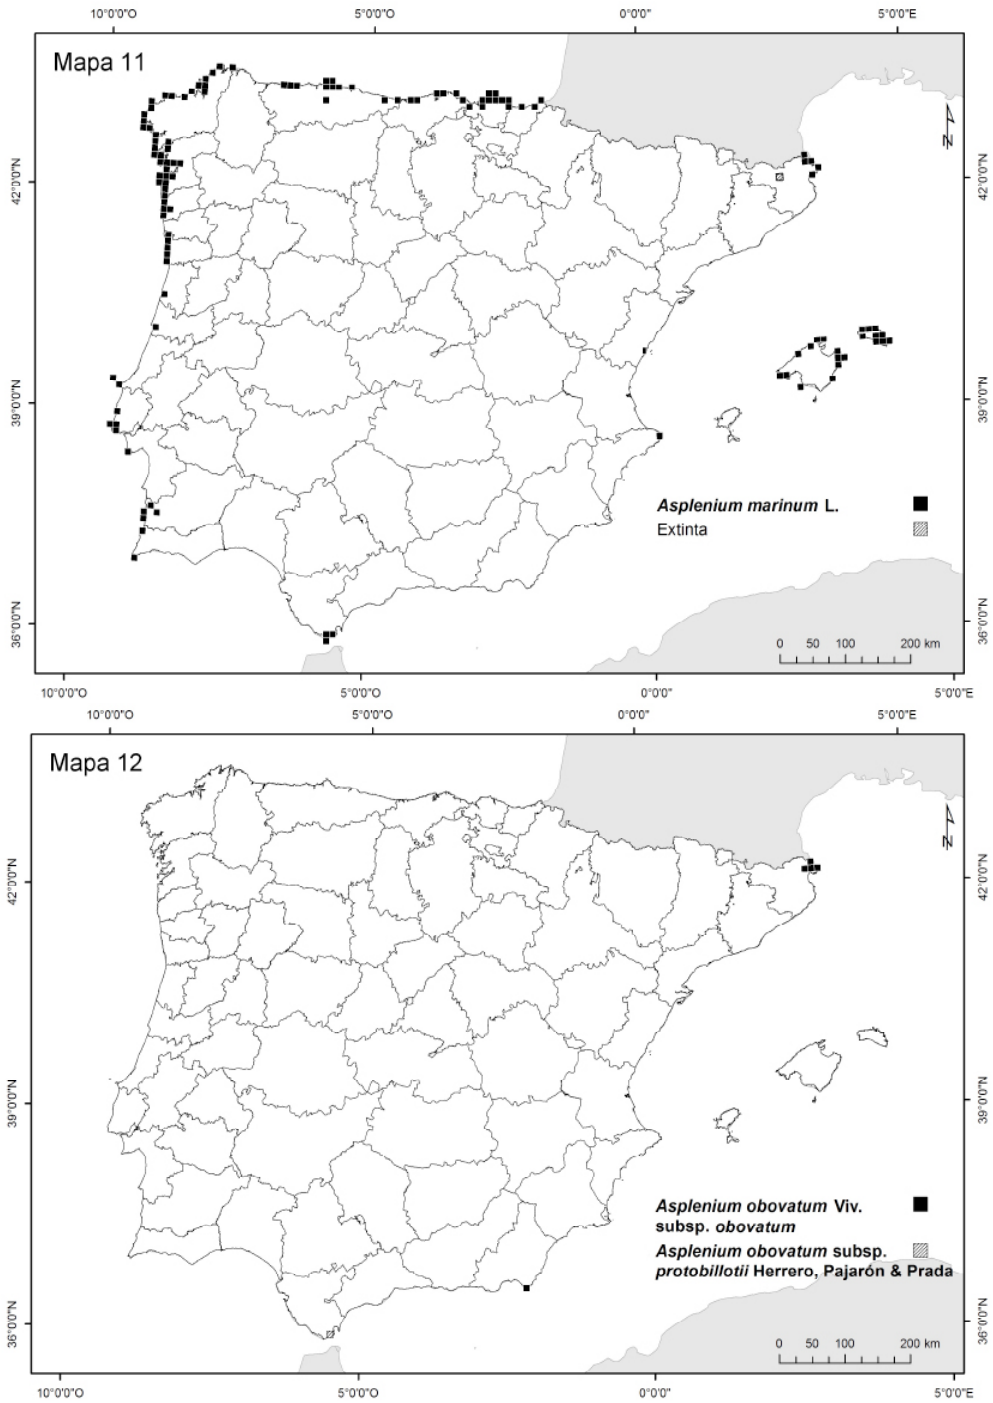 10°0'0"O 5°0'0"O 0°0'0" 5°0'0"E
Mapa 11
N
42°0'0"N 42°0'0"N
39°0'0"N 39°0'0"N
Asplenium marinum L.
Extinta
36°0'0"N 36°0'0"N
0 50 100 200 km
10°0'0"O 5°0'0"O 0°0'0" 5°0'0"E
10°0'0"O 5°0'0"O 0°0'0" 5°0'0"E
Mapa 12
N
42°0'0"N 42°0'0"N
39°0'0"N 39°0'0"N
Asplenium obovatum Viv.
subsp. obovatum
Asplenium obovatum subsp.
protobillotii Herrero, Pajarón & Prada
36°0'0"N 36°0'0"N
0 50 100 200 km
10°0'0"O 5°0'0"O 0°0'0" 5°0'0"E